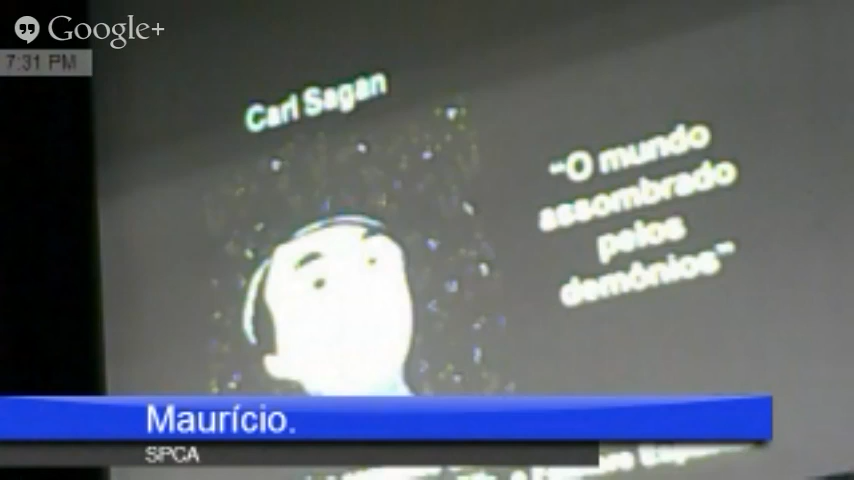 Google+
7:31 PM
Carl Sagan
"O mundo
assombrado
pelos
demônios"
Maurício.
SPCA